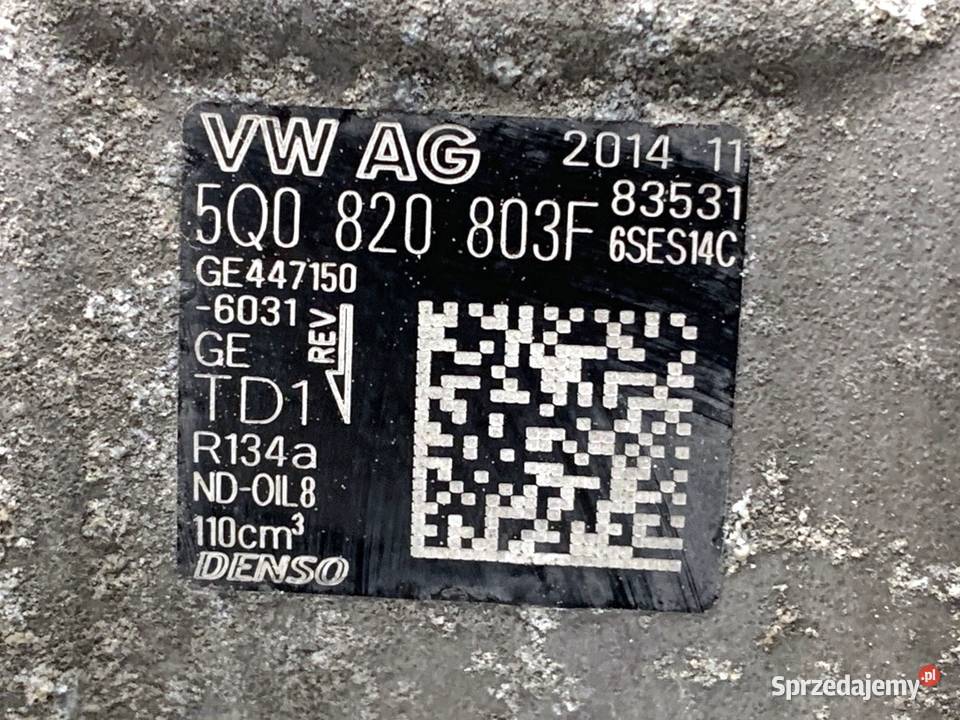 VW AG 2014 11
5Q0 820 803F 83531
6SES14C
GE447150
-6031
REV
GE
TD1
R134a
ND-OIL8
110cm³
DENSO
Sprzedajemy.pl